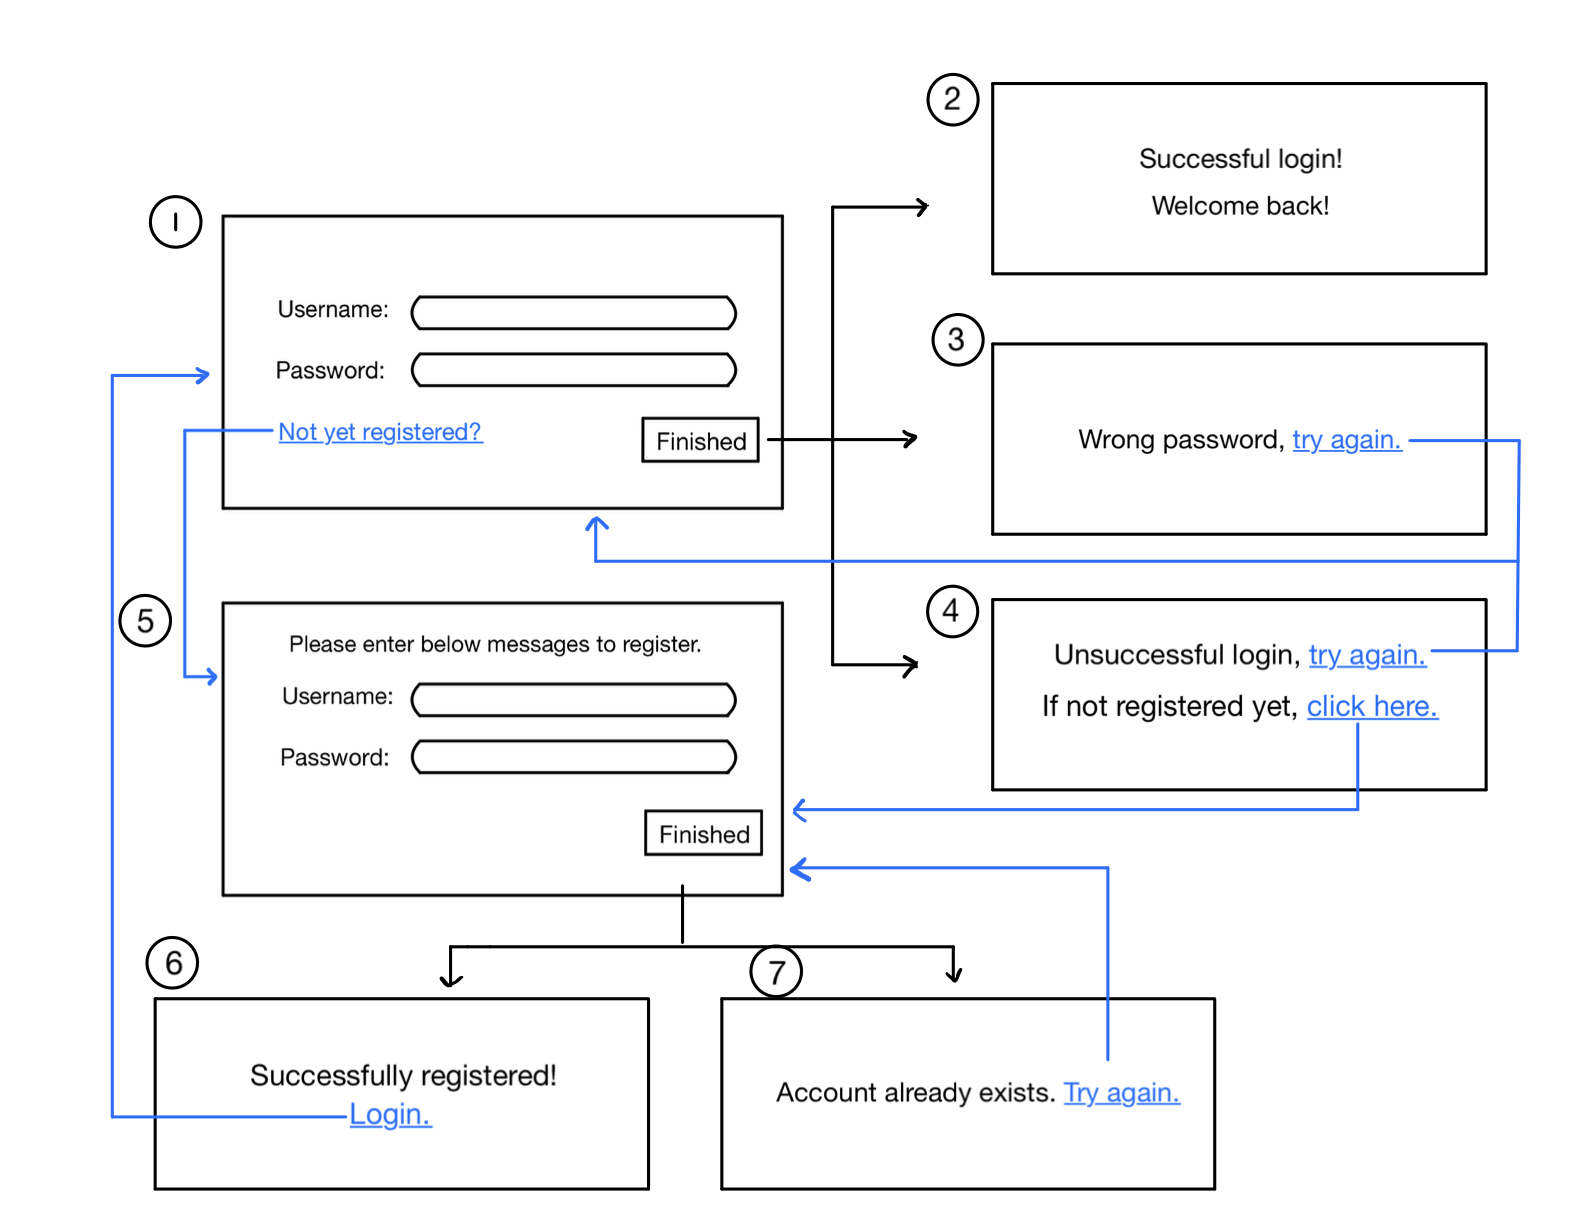 1
Username:
Password:
Not yet registered?
Finished
2
Successful login!
Welcome back!
3
Wrong password, try again.
4
Unsuccessful login, try again.
If not registered yet, click here.
5
Please enter below messages to register.
Username:
Password:
Finished
6
Successfully registered!
Login.
7
Account already exists. Try again.